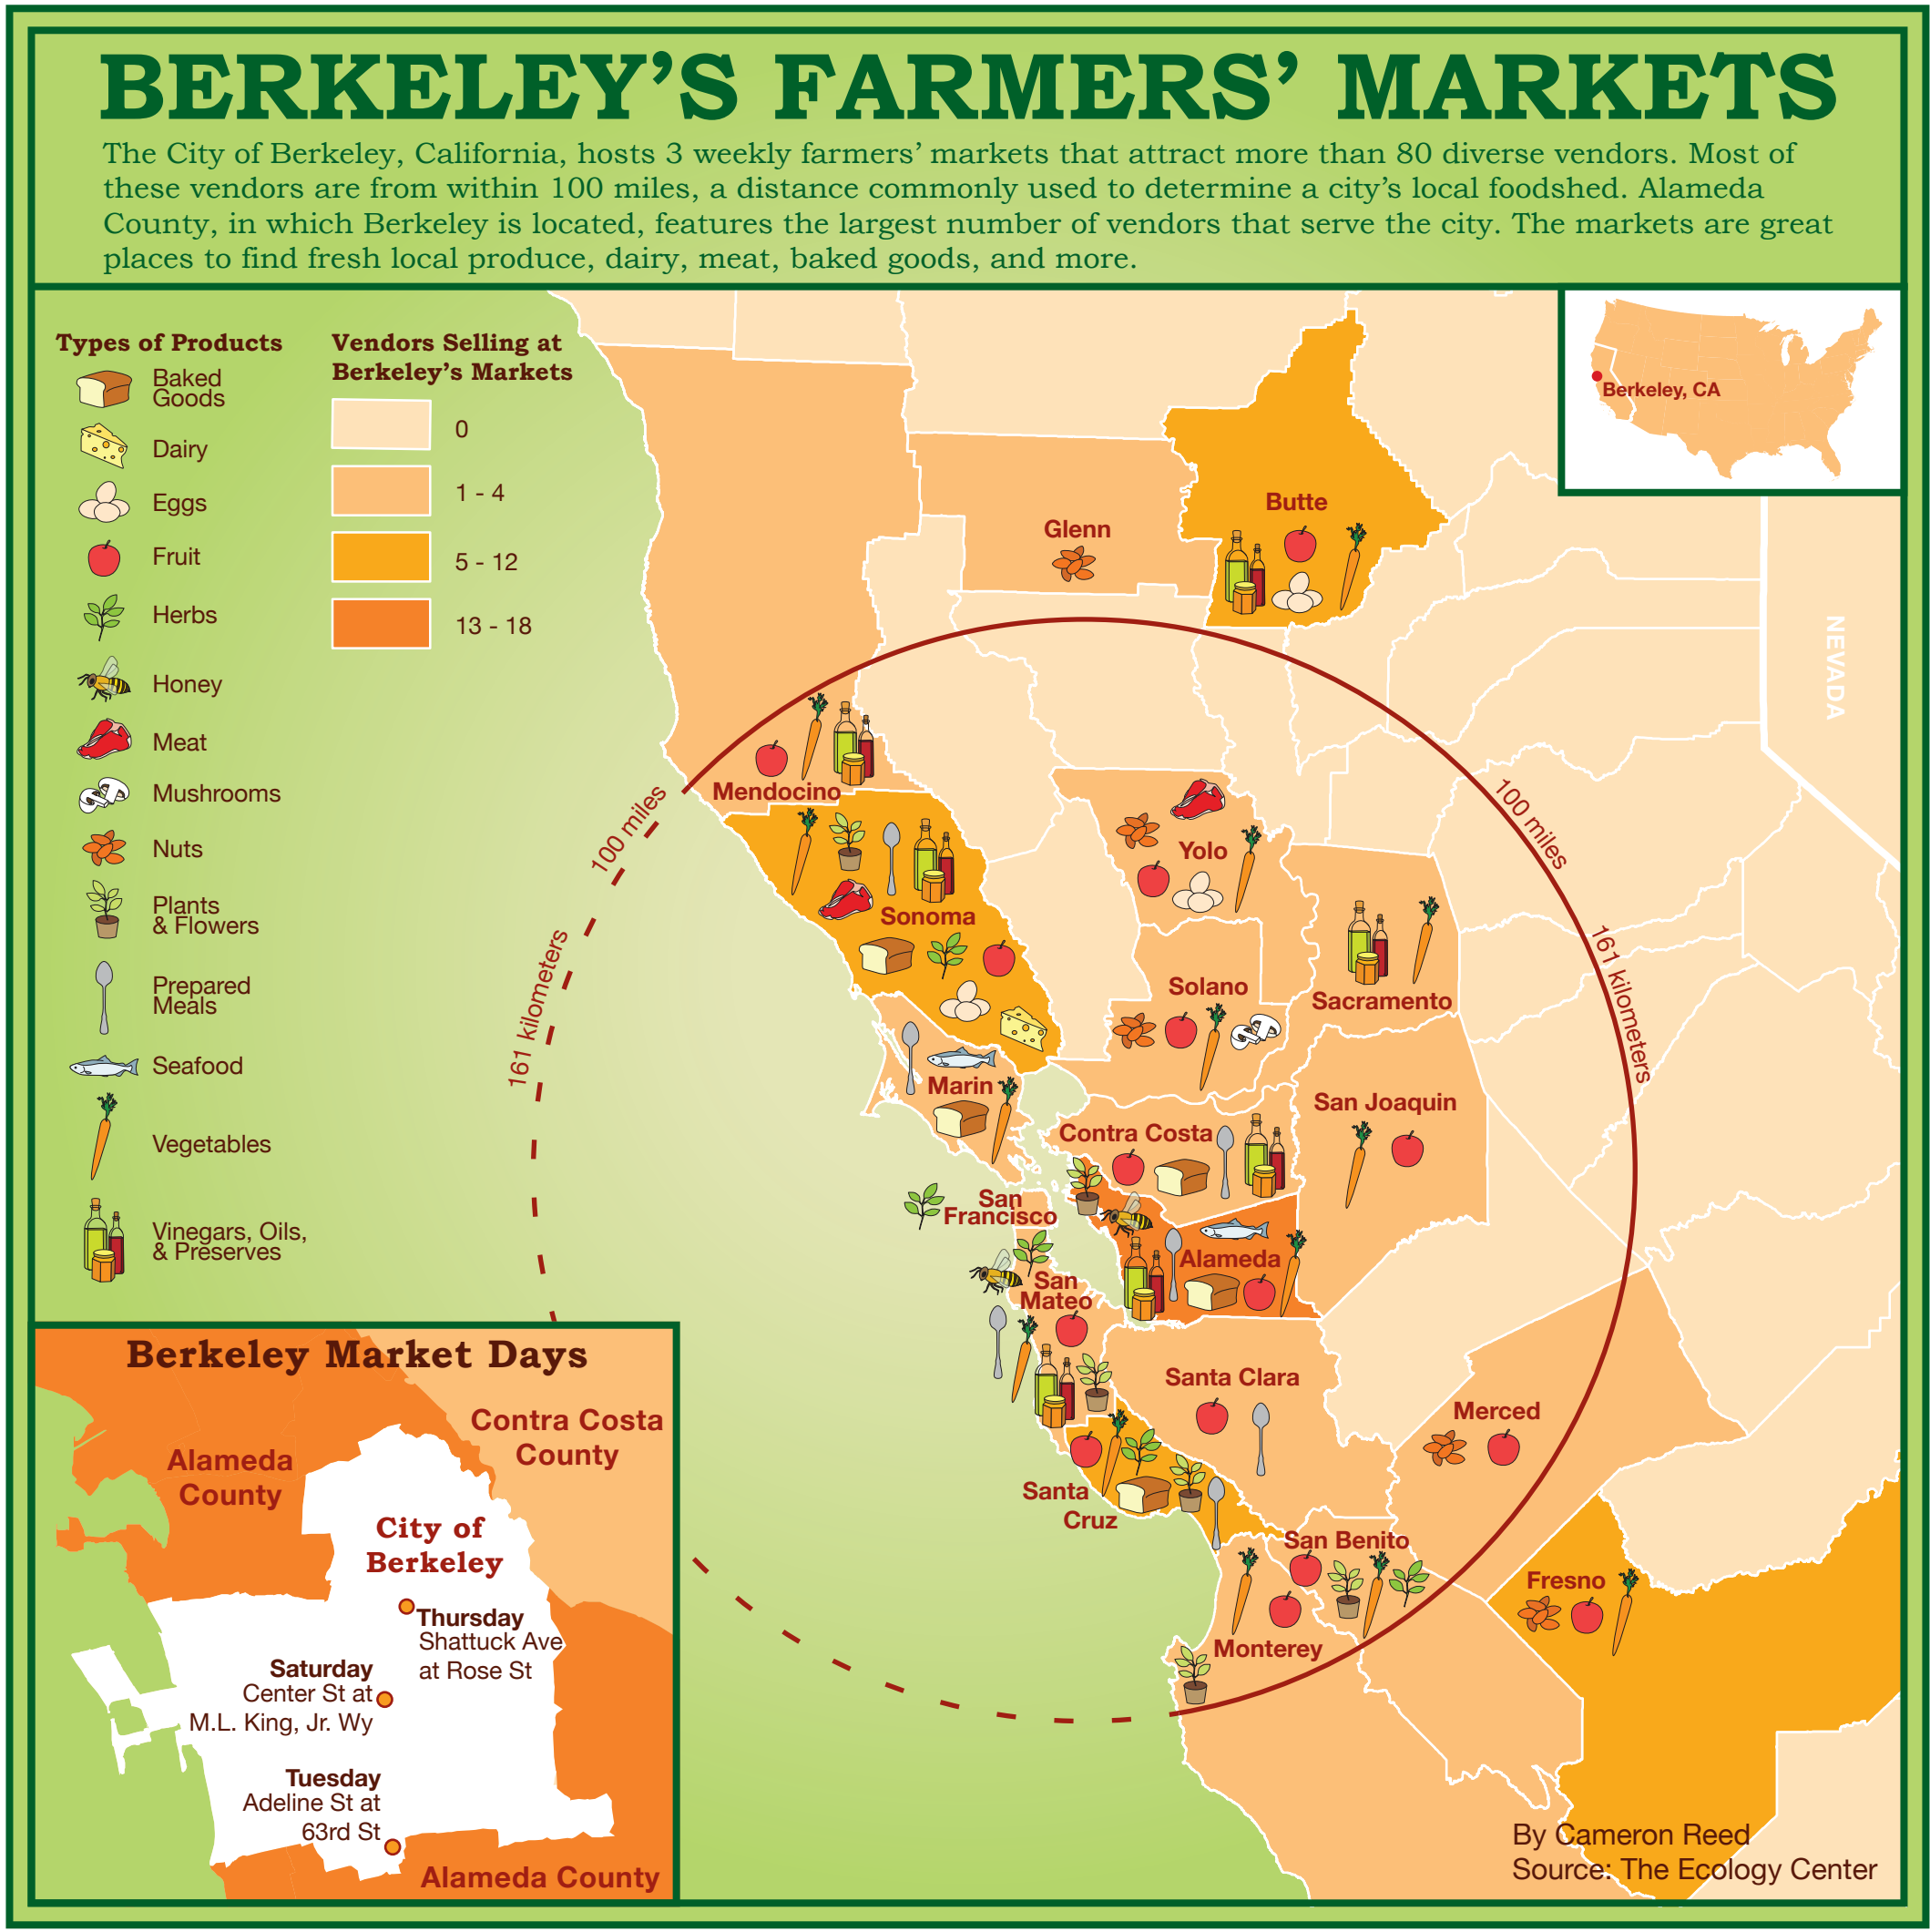 BERKELEY'S FARMERS' MARKETS
The City of Berkeley, California, hosts 3 weekly farmers' markets that attract more than 80 diverse vendors. Most of
these vendors are from within 100 miles, a distance commonly used to determine a city's local foodshed. Alameda
County, in which Berkeley is located, features the largest number of vendors that serve the city. The markets are great
places to find fresh local produce, dairy, meat, baked goods, and more.
Types of Products
Baked
Goods
Dairy
Eggs
Fruit
Herbs
Honey
Meat
Mushrooms
Nuts
Plants
& Flowers
Prepared
Meals
Seafood
Vegetables
Vinegars, Oils,
& Preserves
Vendors Selling at
Berkeley's Markets
0
1 - 4
5 - 12
13 - 18
Berkeley, CA
NEVADA
Butte
Glenn
Mendocino
100 miles
161 kilometers
100 miles
161 kilometers
Yolo
Sonoma
Solano
Sacramento
Marin
San Joaquin
Contra Costa
San
Francisco
Alameda
San
Mateo
Santa Clara
Merced
Santa
Cruz
San Benito
Fresno
Monterey
Berkeley Market Days
Contra Costa
County
Alameda
County
City of
Berkeley
Thursday
Shattuck Ave
at Rose St
Saturday
Center St at
M.L. King, Jr. Wy
Tuesday
Adeline St at
63rd St
Alameda County
By Cameron Reed
Source: The Ecology Center